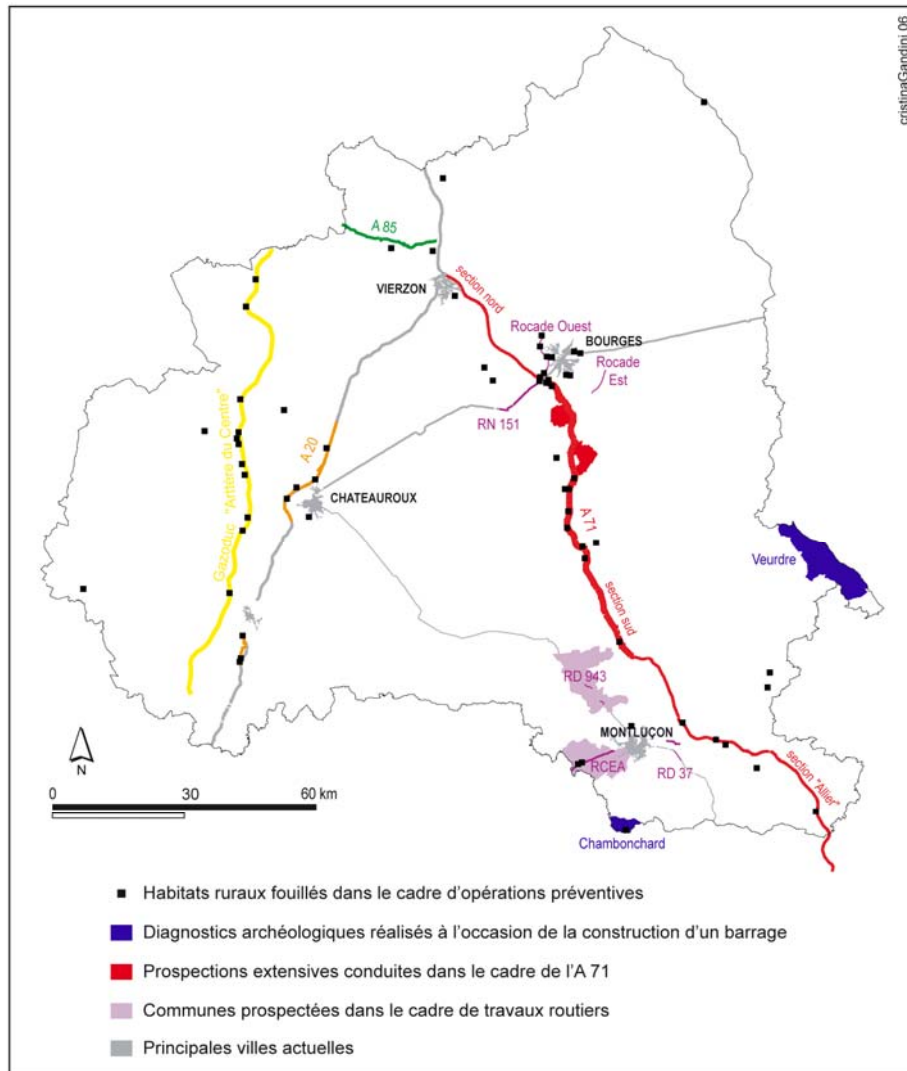 cristinaGandini 06
A 85
VIERZON
section nord
Rocade Ouest
BOURGES
Rocade
Est
RN 151
Gazoduc "Artère du Centre"
A 20
CHATEAUROUX
A 71
Veurdre
section sud
RD 943
MONTLUÇON
RCEA
RD 37
section "Allier"
Chambonchard
N
0 30 60 km
Habitats ruraux fouillés dans le cadre d'opérations préventives
Diagnostics archéologiques réalisés à l'occasion de la construction d'un barrage
Prospections extensives conduites dans le cadre de l'A 71
Communes prospectées dans le cadre de travaux routiers
Principales villes actuelles